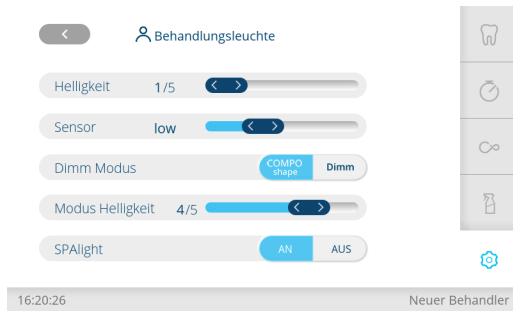 Behandlungsleuchte
Helligkeit 1/5
Sensor low
Dimm Modus COMPO shape Dimm
Modus Helligkeit 4/5
SPAlight AN AUS
16:20:26 Neuer Behandler